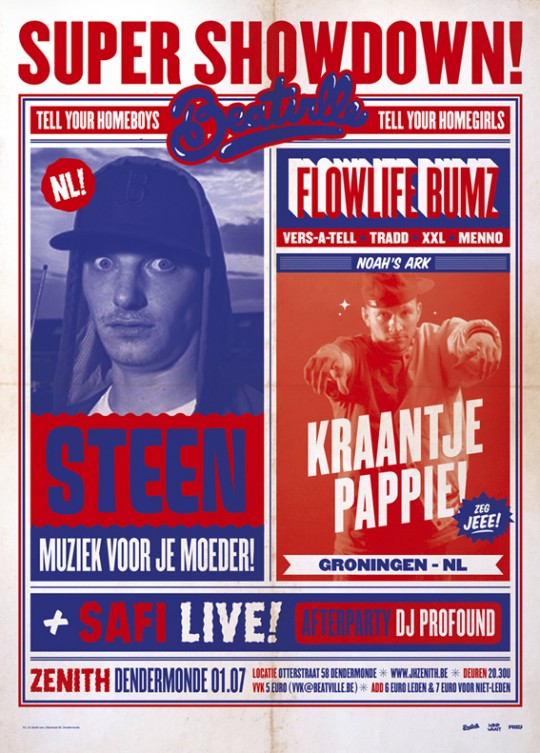 SUPER SHOWDOWN!
TELL YOUR HOMEBOYS
Beatville
TELL YOUR HOMEGIRLS
NL!
B
STEEN
MUZIEK VOOR JE MOEDER!
FLOWLIFE BUMZ
VERS-A-TELL TRADD XXL MENNO
NOAH'S ARK
KRAANTJE
PAPPIE!
ZEG
JEEE!
GRONINGEN - NL
+ SAFI LIVE! AFTERPARTY DJ PROFOUND
ZENITH DENDERMONDE 01.07
LOCATIE OTTERSTRAAT 58 DENDERMONDE * WWW.JHZENITH.BE * DEUREN 20.30U
VVK 5 EURO (VVK@BEATVILLE.BE) * ADD 6 EURO LEDEN & 7 EURO VOOR NIET-LEDEN